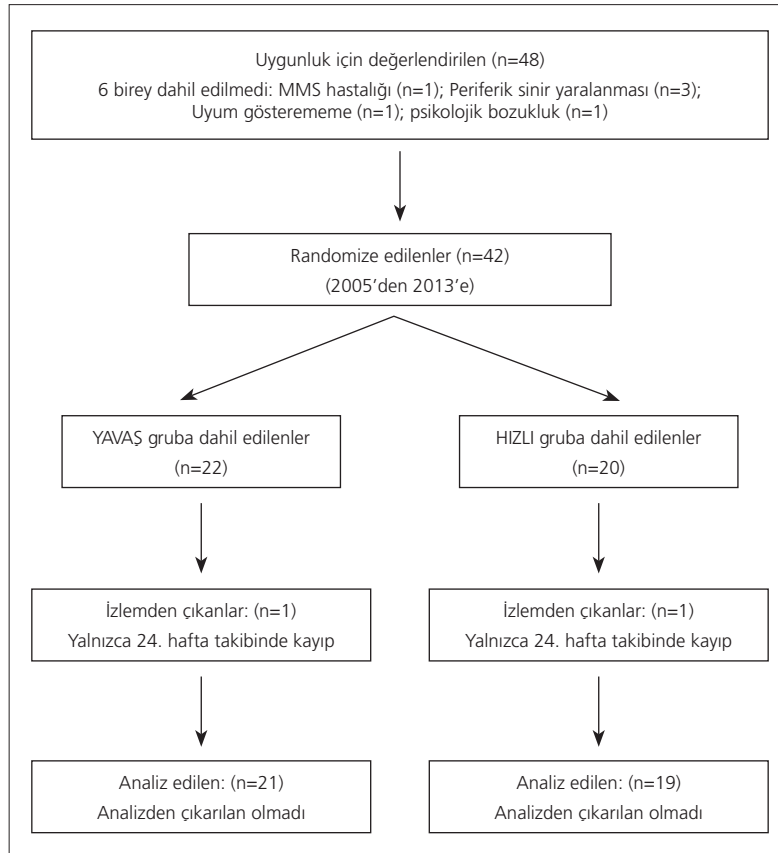 Uygunluk için değerlendirilen (n=48)
6 birey dahil edilmedi: MMS hastalığı (n=1); Periferik sinir yaralanması (n=3);
Uyum gösterememe (n=1); psikolojik bozukluk (n=1)
Randomize edilenler (n=42)
(2005'den 2013'e)
YAVAŞ gruba dahil edilenler
(n=22)
HIZLI gruba dahil edilenler
(n=20)
İzlemden çıkanlar: (n=1)
Yalnızca 24. hafta takibinde kayıp
İzlemden çıkanlar: (n=1)
Yalnızca 24. hafta takibinde kayıp
Analiz edilen: (n=21)
Analizden çıkarılan olmadı
Analiz edilen: (n=19)
Analizden çıkarılan olmadı